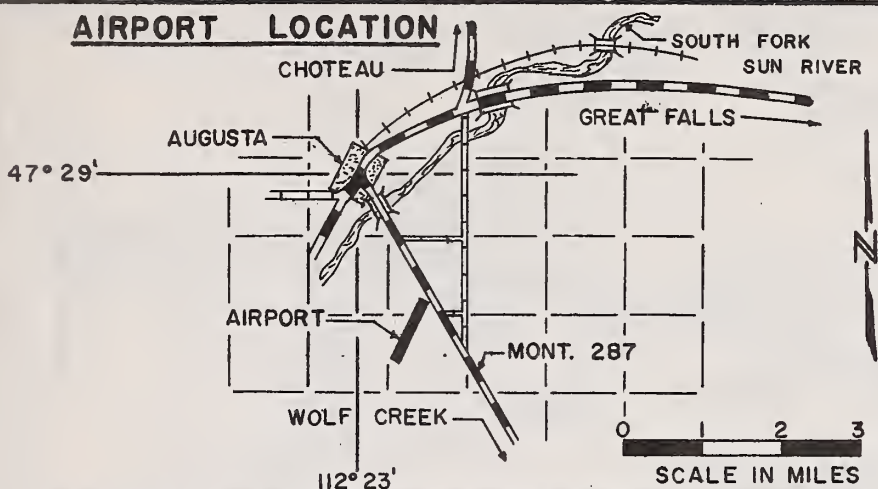 AIRPORT LOCATION
CHOTEAU
SOUTH FORK
SUN RIVER
AUGUSTA
GREAT FALLS
47° 29'
N
AIRPORT
MONT. 287
WOLF CREEK
0 1 2 3
SCALE IN MILES
112° 23'